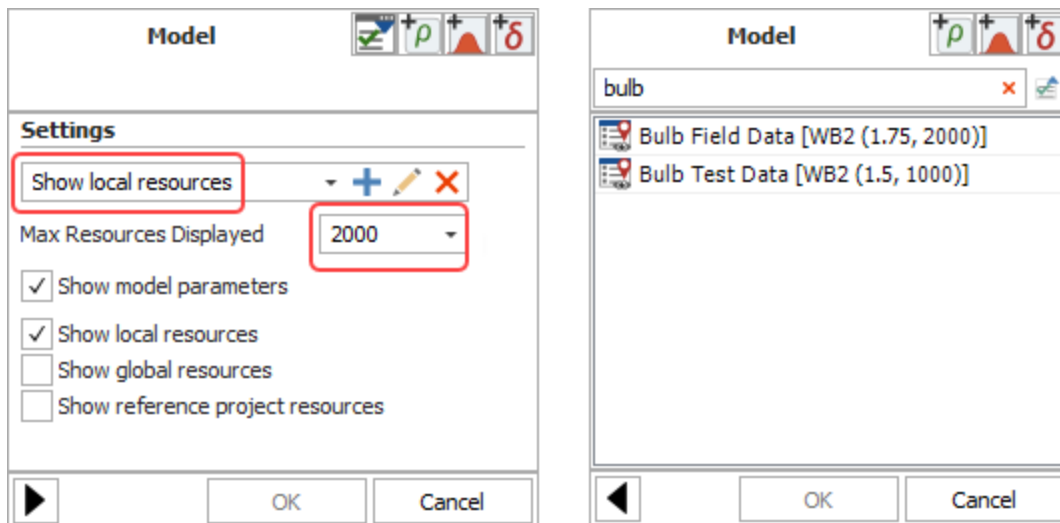 Model
+ρ + +δ
Settings
Show local resources
Max Resources Displayed 2000
Show model parameters
Show local resources
Show global resources
Show reference project resources
OK Cancel
Model
+ρ + +δ
bulb
Bulb Field Data [WB2 (1.75, 2000)]
Bulb Test Data [WB2 (1.5, 1000)]
OK Cancel